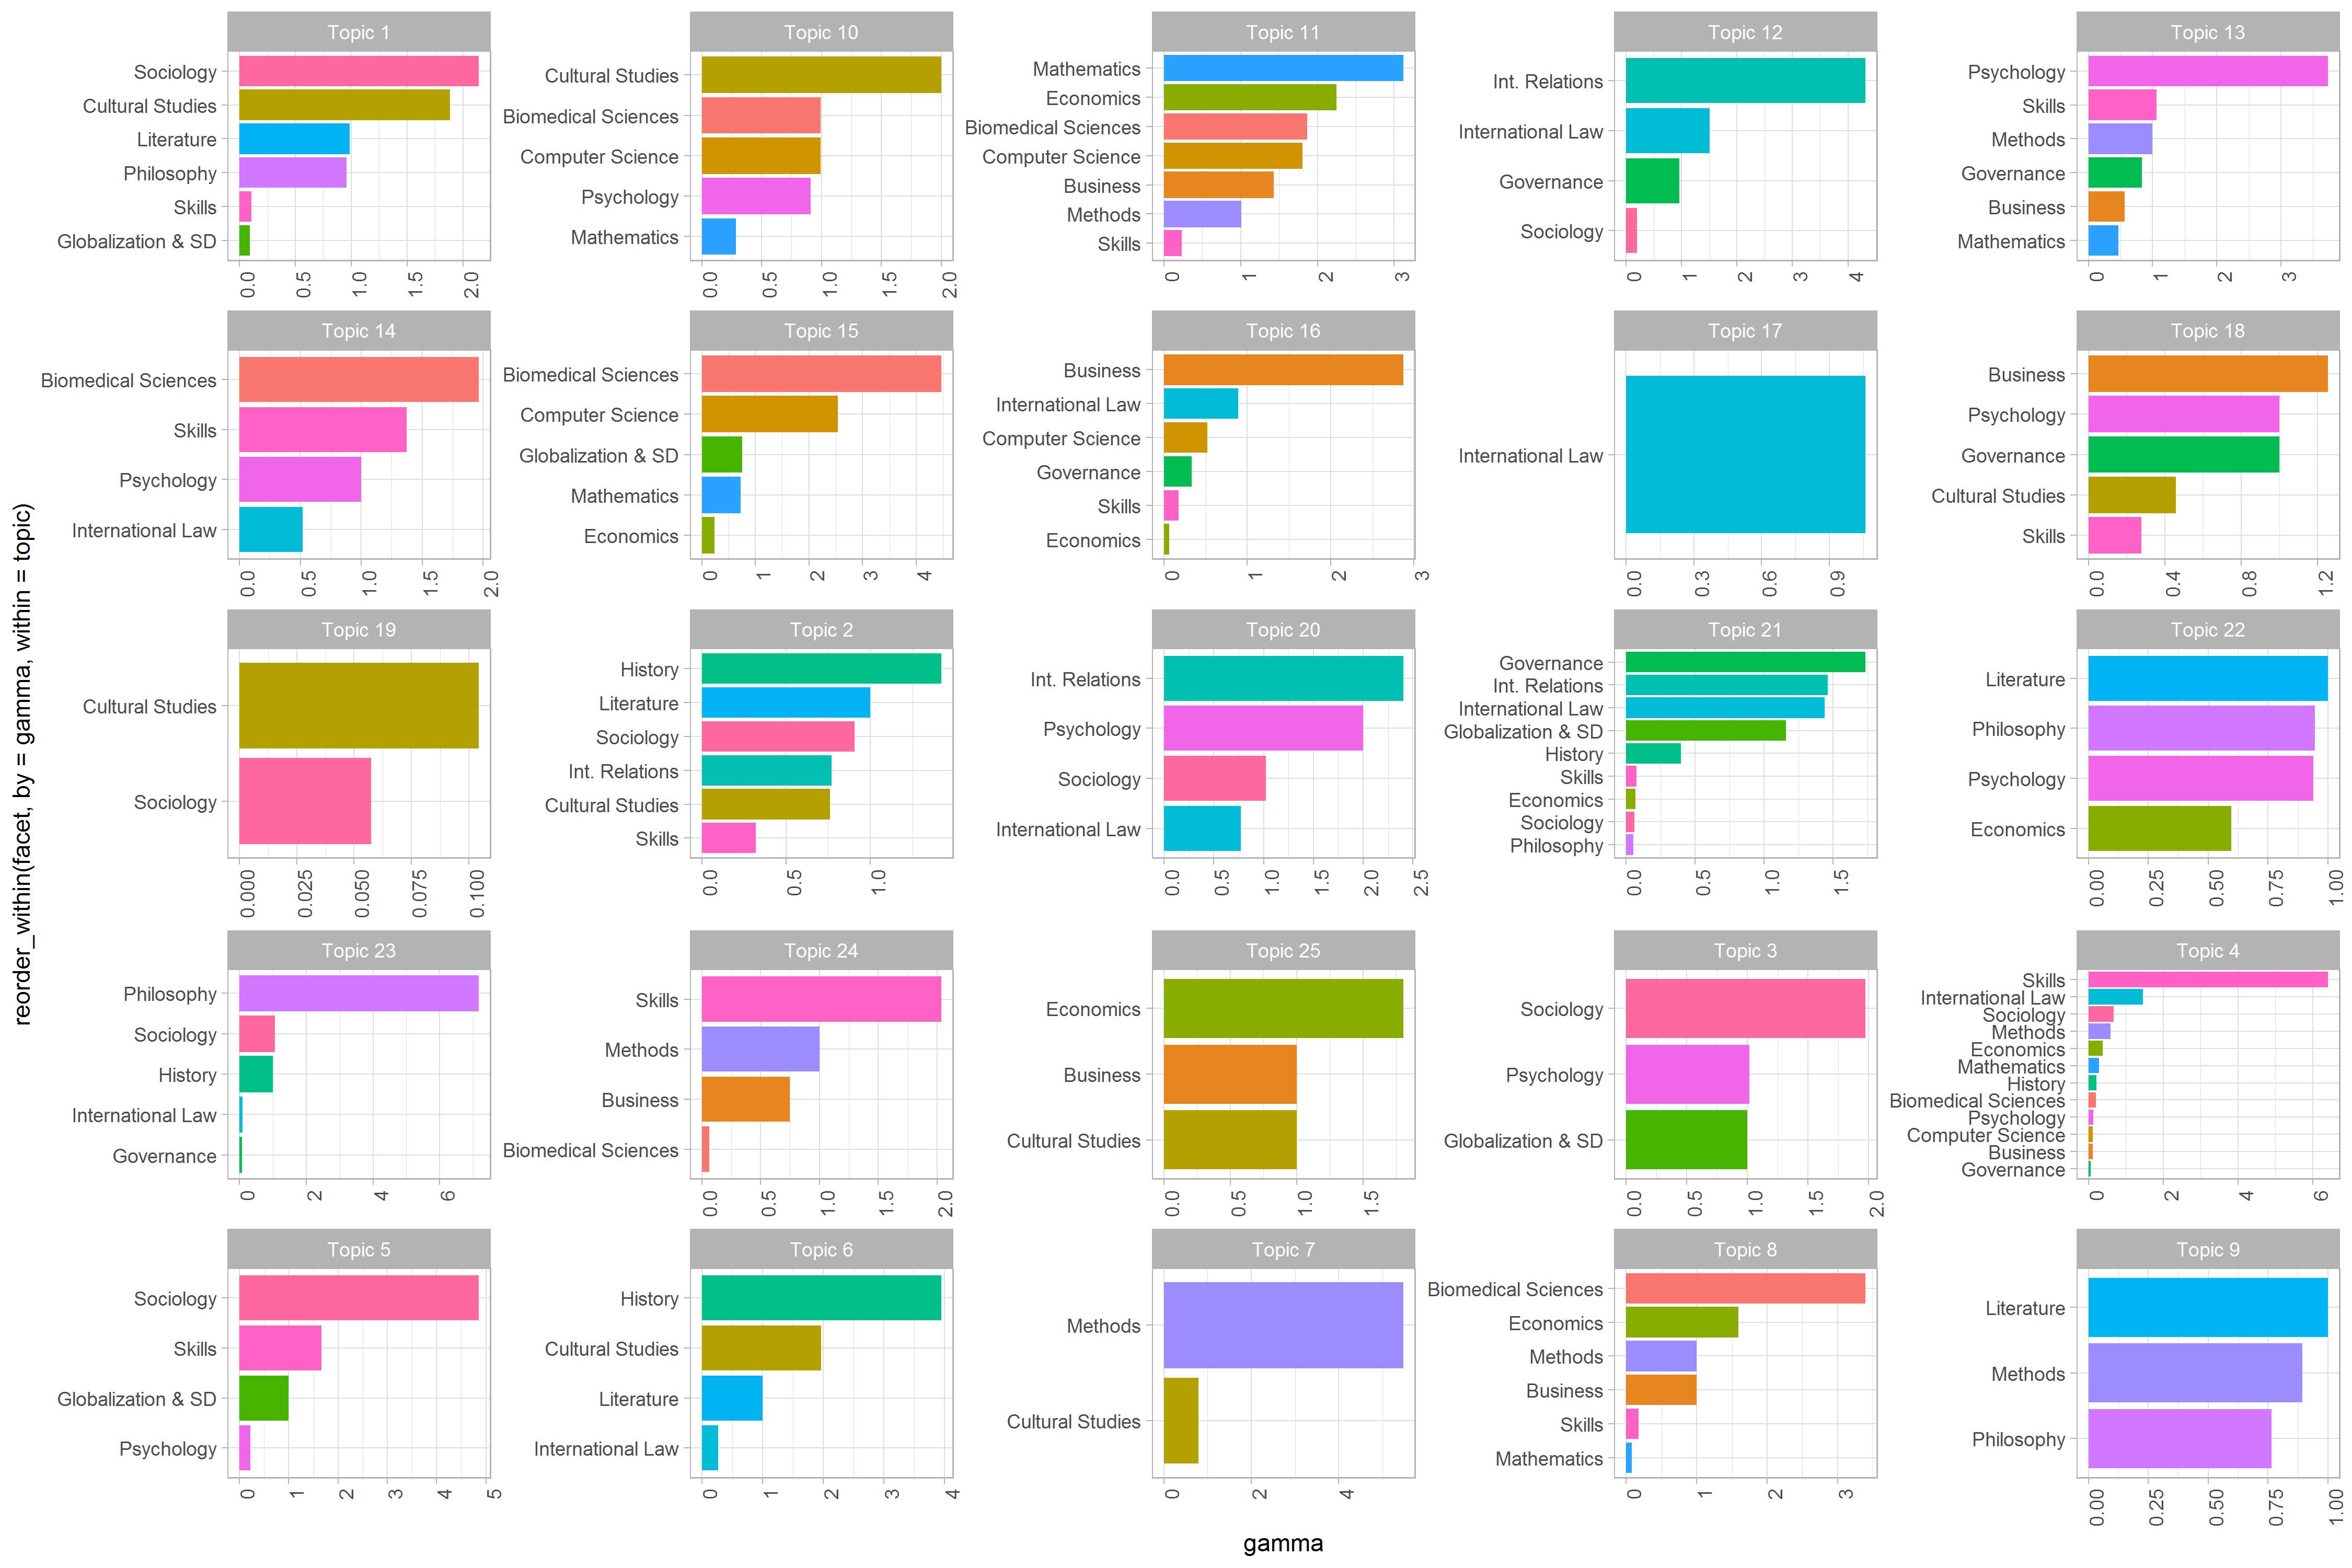 reorder_within(facet, by = gamma, within = topic)
Topic 1
Sociology
Cultural Studies
Literature
Philosophy
Skills
Globalization & SD
0.0 0.5 1.0 1.5 2.0
Topic 10
Cultural Studies
Biomedical Sciences
Computer Science
Psychology
Mathematics
0.0 0.5 1.0 1.5 2.0
Topic 11
Mathematics
Economics
Biomedical Sciences
Computer Science
Business
Methods
Skills
0 1 2 3
Topic 12
Int. Relations
International Law
Governance
Sociology
0 1 2 3 4
Topic 13
Psychology
Skills
Methods
Governance
Business
Mathematics
0 1 2 3
Topic 14
Biomedical Sciences
Skills
Psychology
International Law
0.0 0.5 1.0 1.5 2.0
Topic 15
Biomedical Sciences
Computer Science
Globalization & SD
Mathematics
Economics
0 1 2 3 4
Topic 16
Business
International Law
Computer Science
Governance
Skills
Economics
0 1 2 3
Topic 17
International Law
0.0 0.3 0.6 0.9
Topic 18
Business
Psychology
Governance
Cultural Studies
Skills
0.0 0.4 0.8 1.2
Topic 19
Cultural Studies
Sociology
0.000 0.025 0.050 0.075 0.100
Topic 2
History
Literature
Sociology
Int. Relations
Cultural Studies
Skills
0.0 0.5 1.0
Topic 20
Int. Relations
Psychology
Sociology
International Law
0.0 0.5 1.0 1.5 2.0 2.5
Topic 21
Governance
Int. Relations
International Law
Globalization & SD
History
Skills
Economics
Sociology
Philosophy
0.0 0.5 1.0 1.5
Topic 22
Literature
Philosophy
Psychology
Economics
0.00 0.25 0.50 0.75 1.00
Topic 23
Philosophy
Sociology
History
International Law
Governance
0 2 4 6
Topic 24
Skills
Methods
Business
Biomedical Sciences
0.0 0.5 1.0 1.5 2.0
Topic 25
Economics
Business
Cultural Studies
0.0 0.5 1.0 1.5
Topic 3
Sociology
Psychology
Globalization & SD
0.0 0.5 1.0 1.5 2.0
Topic 4
Skills
International Law
Sociology
Methods
Economics
Mathematics
History
Biomedical Sciences
Psychology
Computer Science
Business
Governance
0 2 4 6
Topic 5
Sociology
Skills
Globalization & SD
Psychology
0 1 2 3 4 5
Topic 6
History
Cultural Studies
Literature
International Law
0 1 2 3 4
Topic 7
Methods
Cultural Studies
0 2 4
Topic 8
Biomedical Sciences
Economics
Methods
Business
Skills
Mathematics
0 1 2 3
Topic 9
Literature
Methods
Philosophy
0.00 0.25 0.50 0.75 1.00
gamma